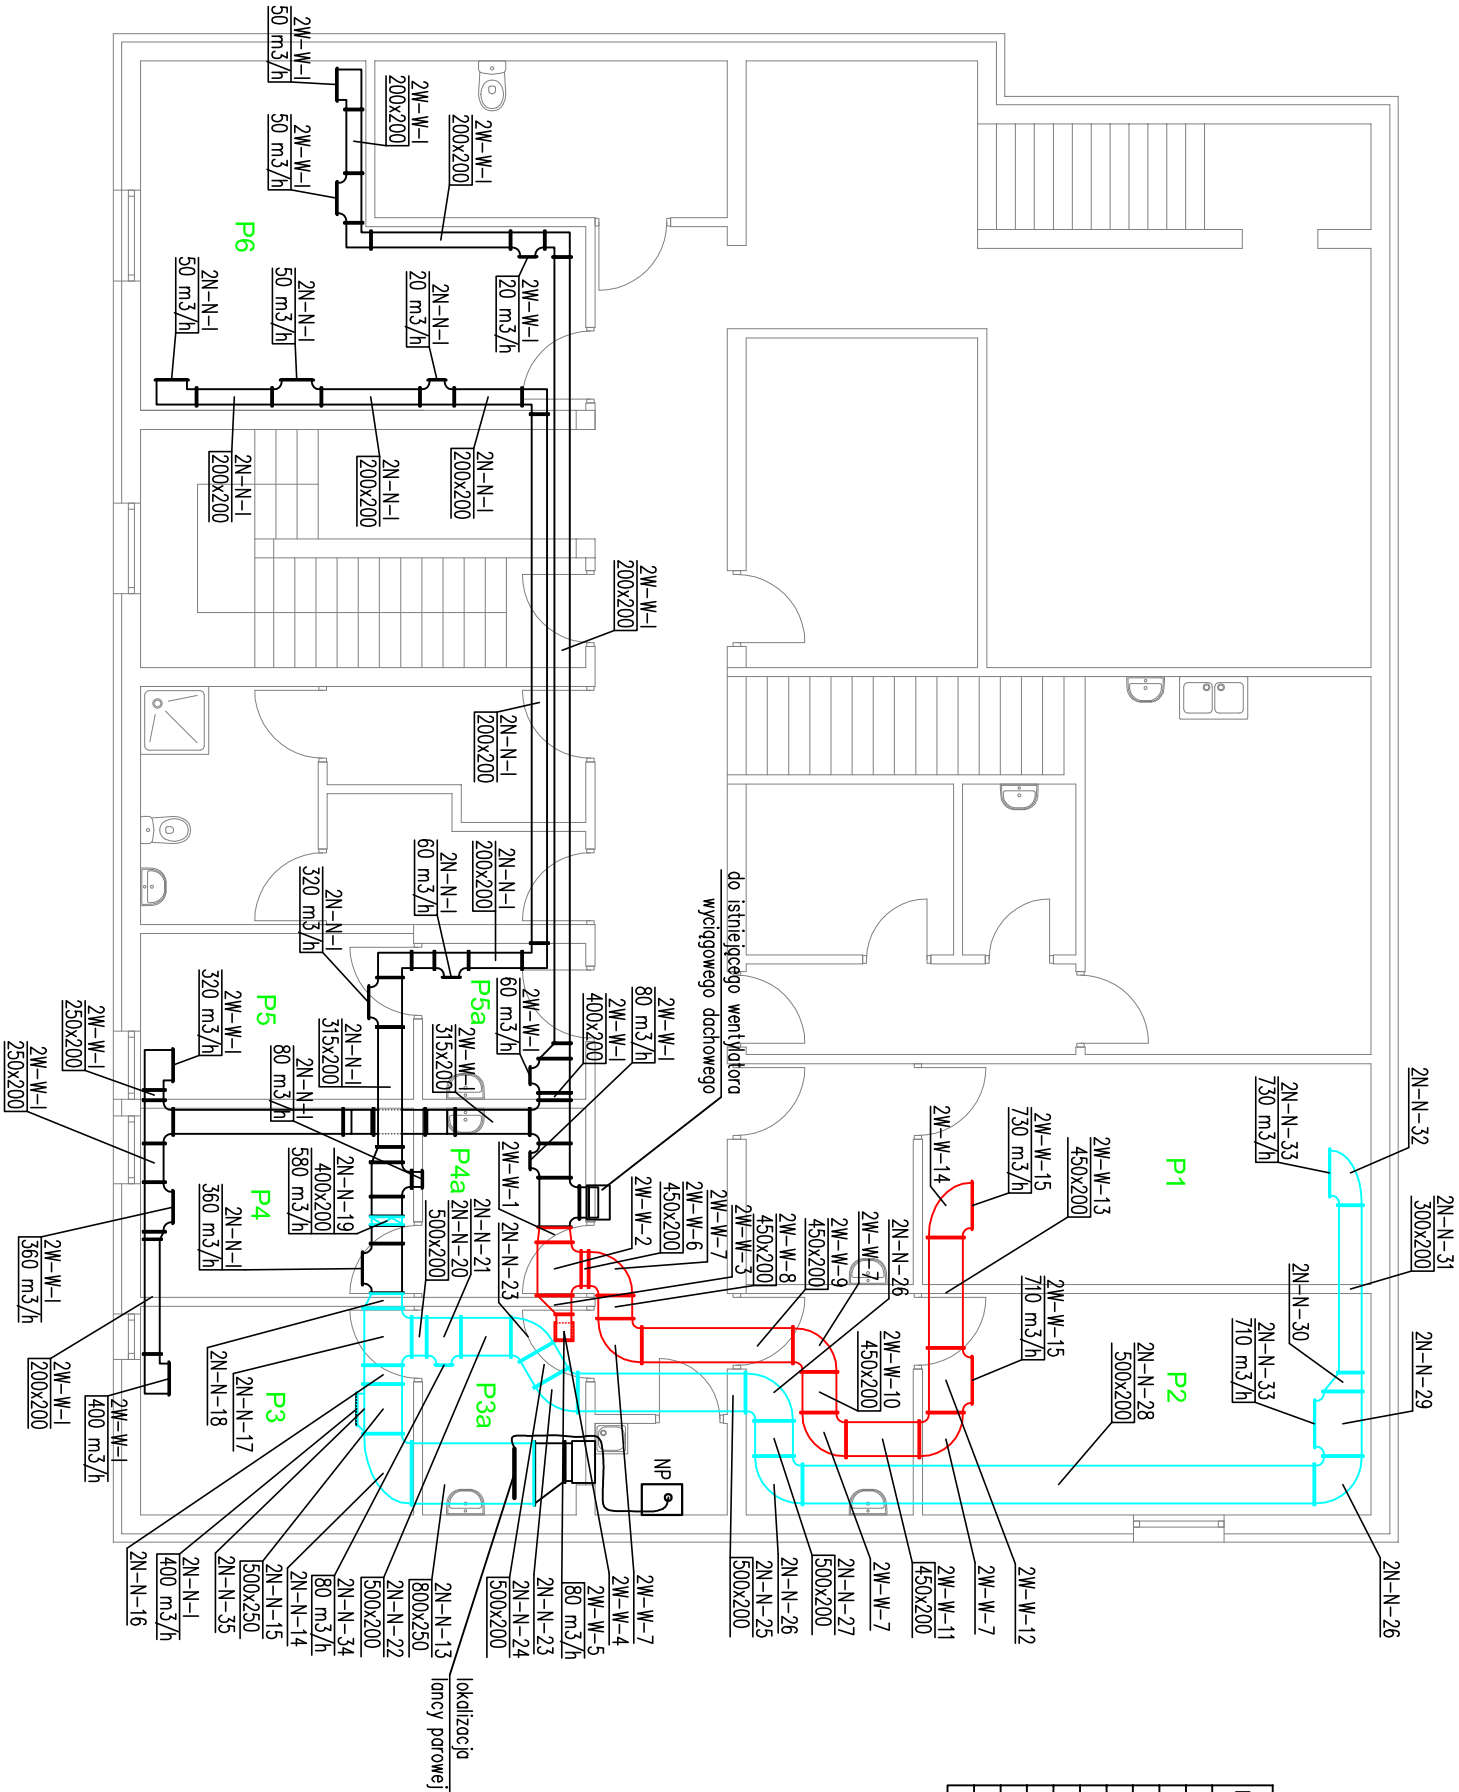 2W-W-I
50 m3/h
2W-W-I
50 m3/h
2W-W-I
200x200
2W-W-I
200x200
P6
2N-N-I
50 m3/h
2N-N-I
50 m3/h
2N-N-I
20 m3/h
2W-W-I
20 m3/h
2N-N-I
200x200
2N-N-I
200x200
2N-N-I
200x200
2W-W-I
200x200
2N-N-I
200x200
2N-N-I
200x200
2N-N-I
60 m3/h
2N-N-I
320 m3/h
do istniejącego wentylatora
wyciągowego dachowego
P5a
P5
2W-W-I
60 m3/h
2W-W-I
400x200
2W-W-I
80 m3/h
2W-W-I
320 m3/h
2W-W-I
250x200
2W-W-I
250x200
2N-N-I
315x200
2W-W-I
315x200
2N-N-I
80 m3/h
P4a
P4
2N-N-19
400x200
580 m3/h
2N-N-I
360 m3/h
2W-W-I
360 m3/h
2W-W-I
200x200
2W-W-I
400 m3/h
2W-W-1
2W-W-2
2W-W-6
450x200
2W-W-7
2W-W-3
2W-W-8
450x200
2W-W-9
450x200
2W-W-7
2N-N-26
2W-W-10
450x200
2N-N-20
500x200
2N-N-21
2N-N-23
2N-N-18
2N-N-17
P3
P3a
P1
P2
2W-W-14
2W-W-15
730 m3/h
2W-W-13
450x200
2W-W-15
710 m3/h
2N-N-33
730 m3/h
2N-N-32
2N-N-31
300x200
2N-N-30
2N-N-33
710 m3/h
2N-N-29
2N-N-28
500x200
2N-N-26
NP
2N-N-16
2N-N-I
400 m3/h
2N-N-35
2N-N-15
500x250
2N-N-14
2N-N-34
80 m3/h
2N-N-22
500x200
2N-N-13
800x250
lokalizacja
lancy parowej
2N-N-24
500x200
2N-N-23
2W-W-5
80 m3/h
2W-W-4
2W-W-7
2N-N-25
500x200
2N-N-26
2N-N-27
500x200
2W-W-7
2W-W-11
450x200
2W-W-7
2W-W-12